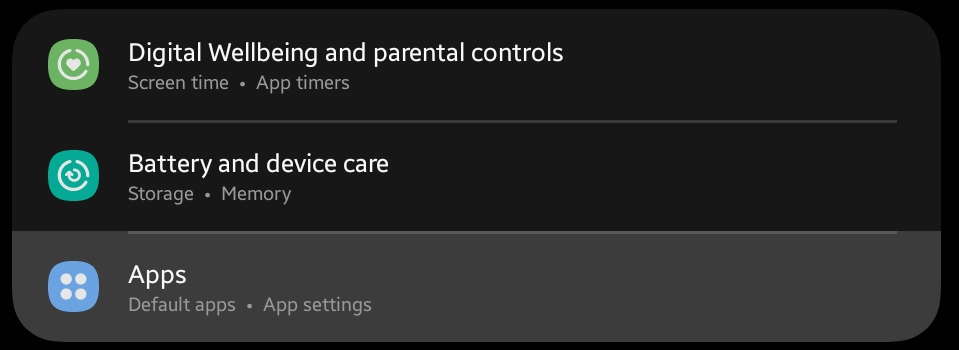 Digital Wellbeing and parental controls
Screen time • App timers
Battery and device care
Storage • Memory
Apps
Default apps • App settings